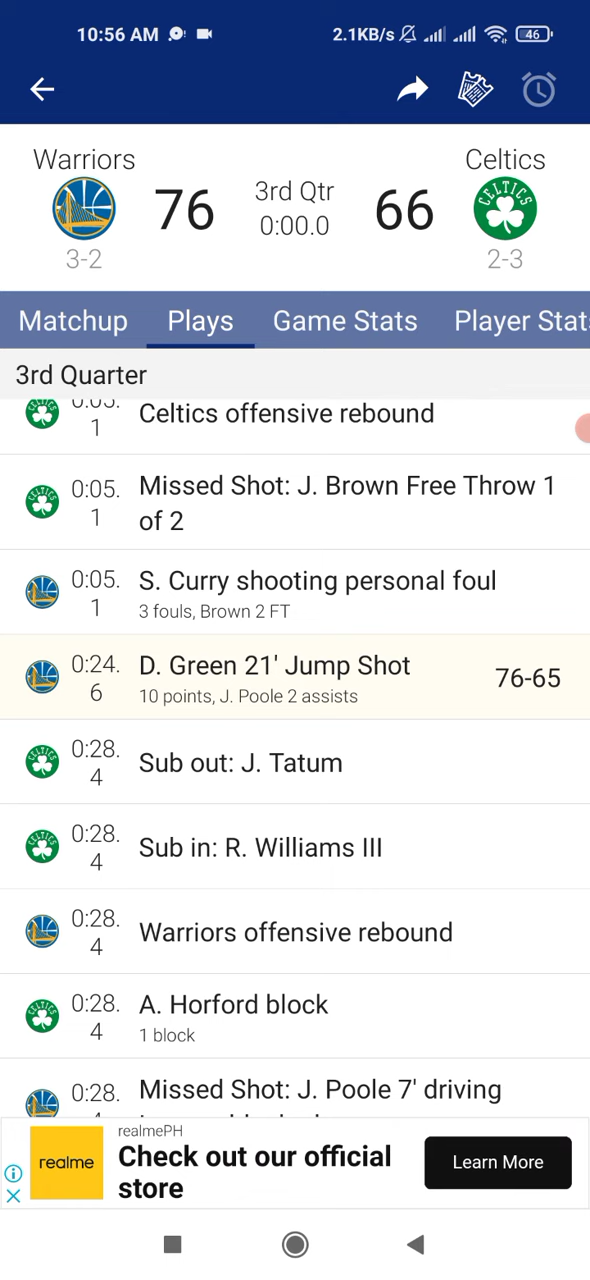 10:56 AM 2.1KB/s 46
Warriors Celtics
76 3rd Qtr 66
0:00.0
3-2 2-3
Matchup Plays Game Stats Player Stat
3rd Quarter
0:05. Celtics offensive rebound
1
0:05. Missed Shot: J. Brown Free Throw 1
1 of 2
0:05. S. Curry shooting personal foul
1 3 fouls, Brown 2 FT
0:24. D. Green 21' Jump Shot 76-65
6 10 points, J. Poole 2 assists
0:28. Sub out: J. Tatum
4
0:28. Sub in: R. Williams III
4
0:28. Warriors offensive rebound
4
0:28. A. Horford block
4 1 block
0:28. Missed Shot: J. Poole 7' driving
realmePH
realme Check out our official Learn More
store